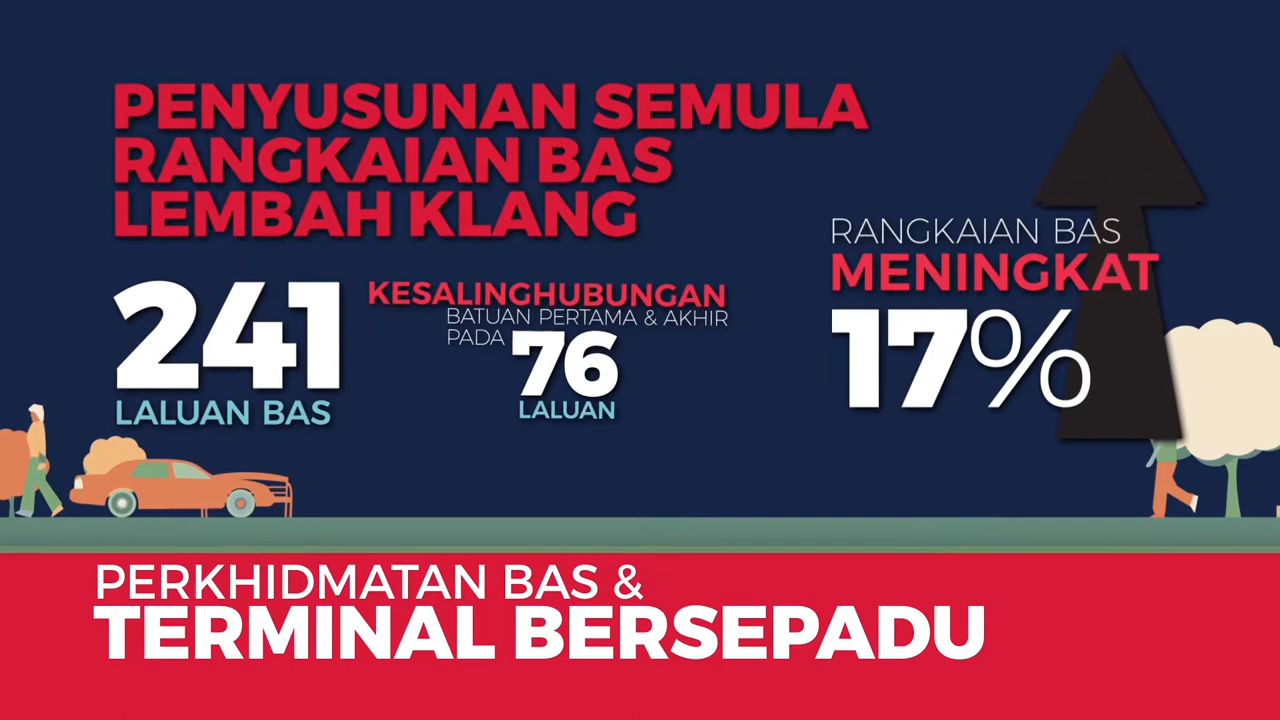 PENYUSUNAN SEMULA
RANGKAIAN BAS
LEMBAH KLANG
241
LALUAN BAS
KESALINGHUBUNGAN
BATUAN PERTAMA & AKHIR
PADA 76
LALUAN
RANGKAIAN BAS
MENINGKAT
17%
PERKHIDMATAN BAS &
TERMINAL BERSEPADU